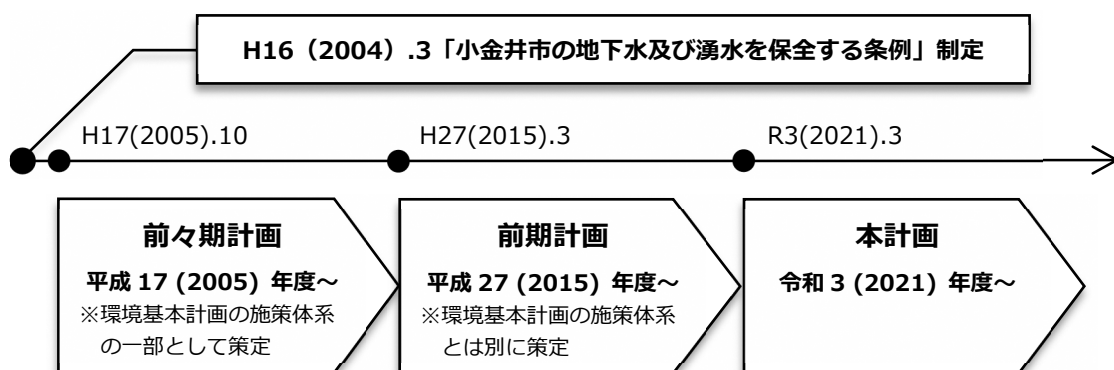 H16（2004）.3「小金井市の地下水及び湧水を保全する条例」制定
H17(2005).10
H27(2015).3
R3(2021).3
前々期計画
平成 17 (2005) 年度～
※環境基本計画の施策体系
の一部として策定
前期計画
平成 27 (2015) 年度～
※環境基本計画の施策体系
とは別に策定
本計画
令和 3 (2021) 年度～